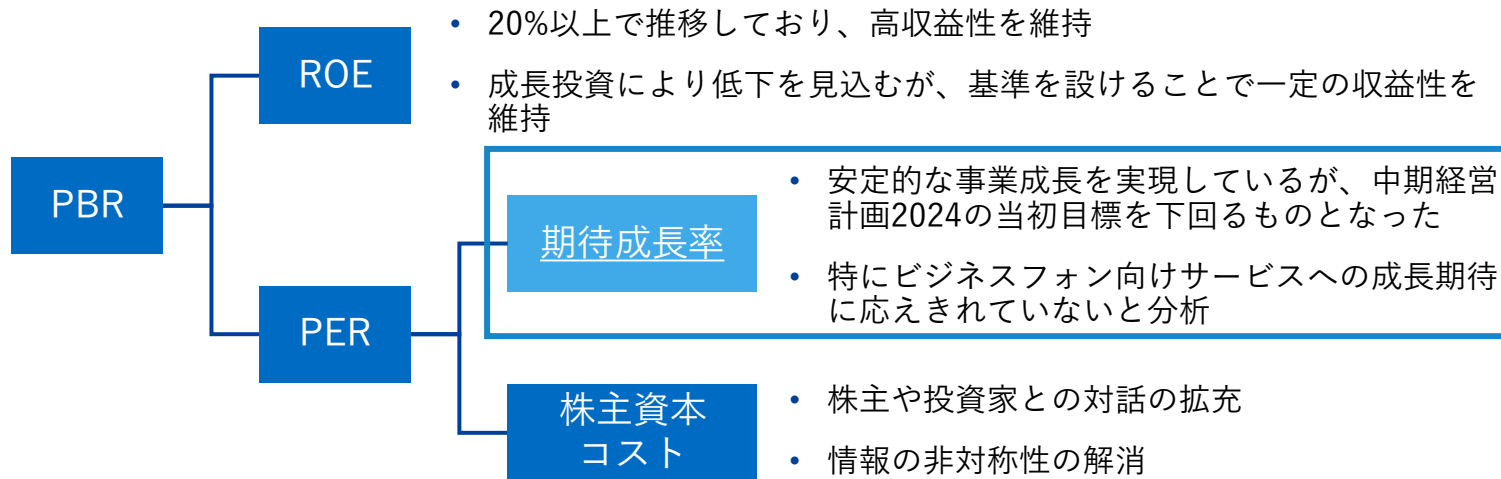 • 20%以上で推移しており、高収益性を維持
ROE
• 成長投資により低下を見込むが、基準を設けることで一定の収益性を
維持
PBR
• 安定的な事業成長を実現しているが、中期経営
計画2024の当初目標を下回るものとなった
期待成長率
• 特にビジネスフォン向けサービスへの成長期待
に応えきれていないと分析
PER
株主資本
コスト
• 株主や投資家との対話の拡充
• 情報の非対称性の解消